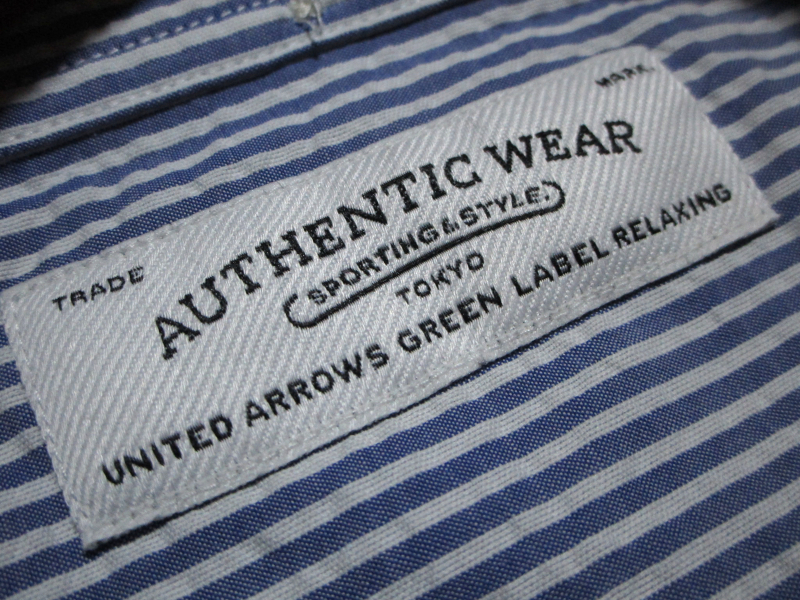 TRADE MARK.
AUTHENTIC WEAR
SPORTING & STYLE.
TOKYO
UNITED ARROWS GREEN LABEL RELAXING